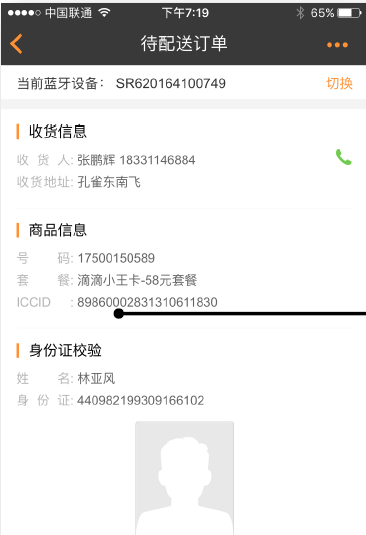 中国联通 下午7:19 65%
待配送订单
当前蓝牙设备： SR620164100749 切换
收货信息
收货人: 张鹏辉 18331146884
收货地址: 孔雀东南飞
商品信息
号码: 17500150589
套餐: 滴滴小王卡-58元套餐
ICCID : 89860002831310611830
身份证校验
姓名: 林亚风
身份证: 440982199309166102